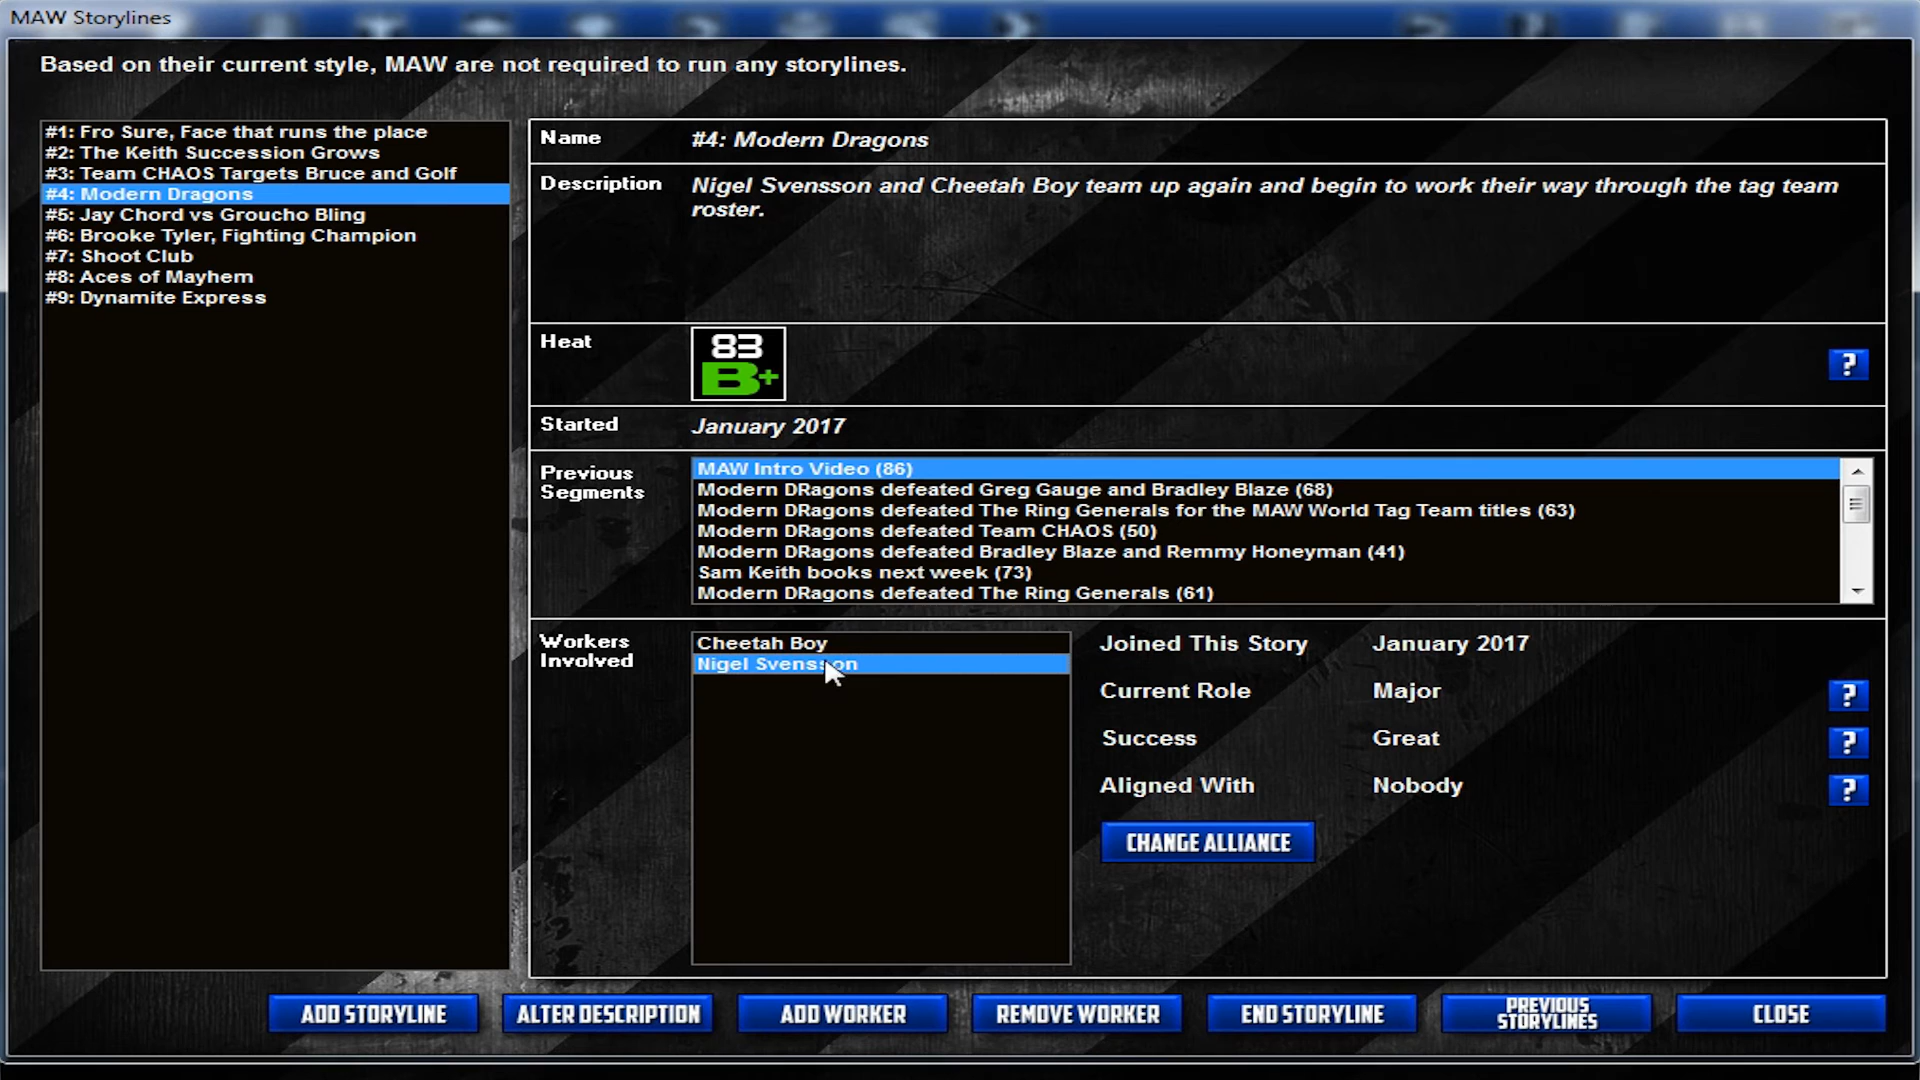 MAW Storylines
Based on their current style, MAW are not required to run any storylines.
#1: Fro Sure, Face that runs the place
#2: The Keith Succession Grows
#3: Team CHAOS Targets Bruce and Golf
#4: Modern Dragons
#5: Jay Chord vs Groucho Bling
#6: Brooke Tyler, Fighting Champion
#7: Shoot Club
#8: Aces of Mayhem
#9: Dynamite Express
Name
#4: Modern Dragons
Description
Nigel Svensson and Cheetah Boy team up again and begin to work their way through the tag team
roster.
Heat
83
B+
?
Started
January 2017
Previous
Segments
MAW Intro Video (86)
Modern DRagons defeated Greg Gauge and Bradley Blaze (68)
Modern DRagons defeated The Ring Generals for the MAW World Tag Team titles (63)
Modern DRagons defeated Team CHAOS (50)
Modern DRagons defeated Bradley Blaze and Remmy Honeyman (41)
Sam Keith books next week (73)
Modern DRagons defeated The Ring Generals (61)
Workers
Involved
Cheetah Boy
Nigel Svensson
Joined This Story
January 2017
Current Role
Major
?
Success
Great
?
Aligned With
Nobody
?
CHANGE ALLIANCE
ADD STORYLINE
ALTER DESCRIPTION
ADD WORKER
REMOVE WORKER
END STORYLINE
PREVIOUS
STORYLINES
CLOSE